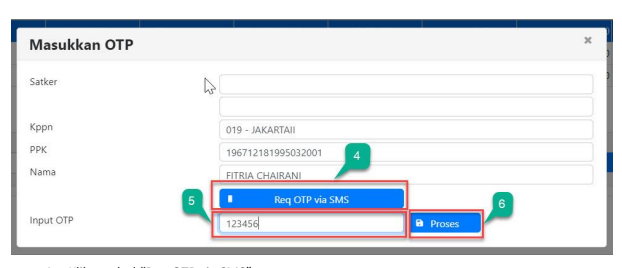 Masukkan OTP ×
Satker
Kppn 019 - JAKARTAII
PPK 196712181995032001
4
Nama FITRIA CHAIRANI
5 Req OTP via SMS 6
Input OTP 123456 Proses